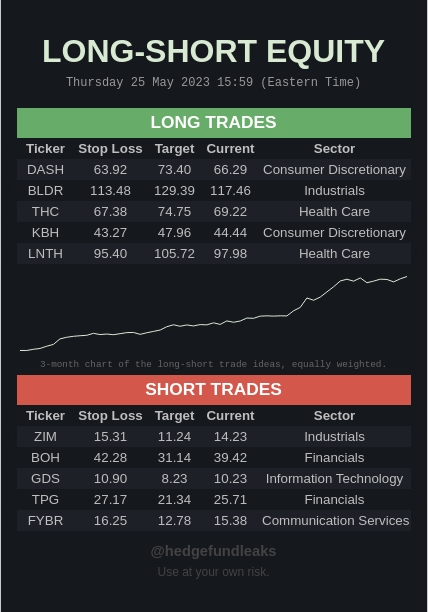 LONG-SHORT EQUITY
Thursday 25 May 2023 15:59 (Eastern Time)
LONG TRADES
Ticker Stop Loss Target Current Sector
DASH 63.92 73.40 66.29 Consumer Discretionary
BLDR 113.48 129.39 117.46 Industrials
THC 67.38 74.75 69.22 Health Care
KBH 43.27 47.96 44.44 Consumer Discretionary
LNTH 95.40 105.72 97.98 Health Care
3-month chart of the long-short trade ideas, equally weighted.
SHORT TRADES
Ticker Stop Loss Target Current Sector
ZIM 15.31 11.24 14.23 Industrials
BOH 42.28 31.14 39.42 Financials
GDS 10.90 8.23 10.23 Information Technology
TPG 27.17 21.34 25.71 Financials
FYBR 16.25 12.78 15.38 Communication Services
@hedgefundleaks
Use at your own risk.